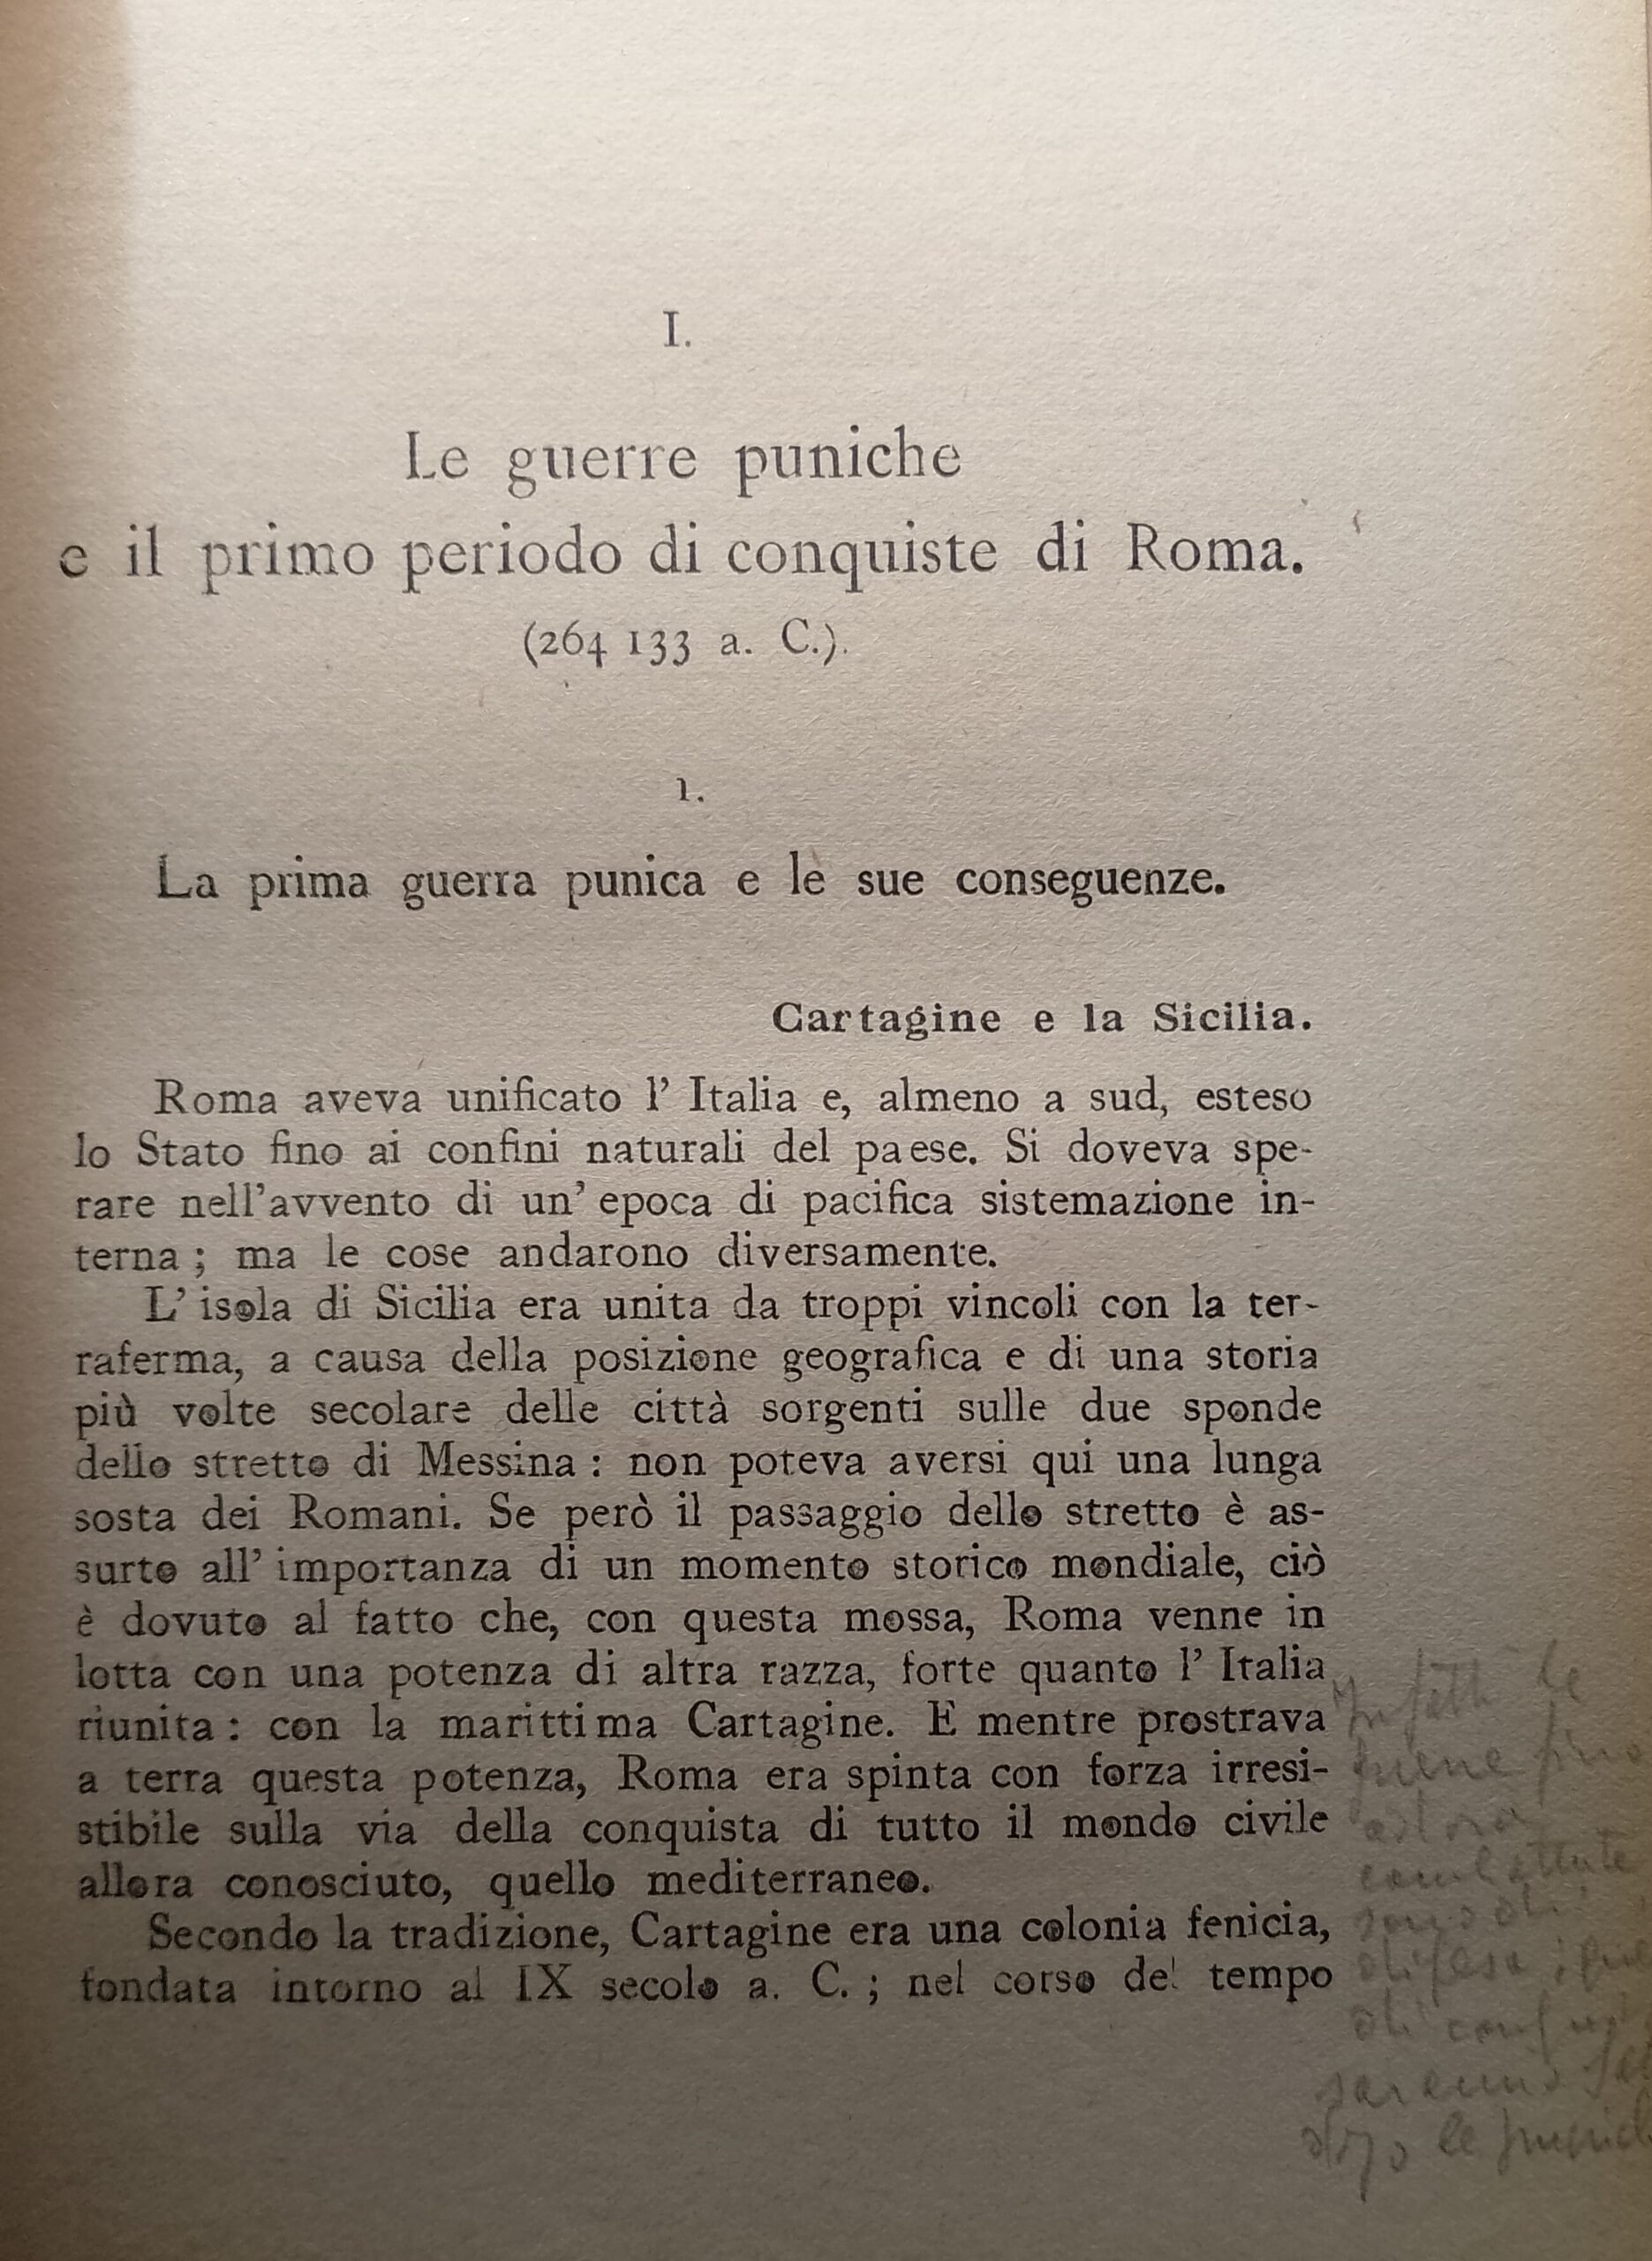 I.
Le guerre puniche
e il primo periodo di conquiste di Roma.
(264 133 a. C.).
1.
La prima guerra punica e le sue conseguenze.
Cartagine e la Sicilia.
Roma aveva unificato l' Italia e, almeno a sud, esteso
lo Stato fino ai confini naturali del paese. Si doveva spe-
rare nell'avvento di un' epoca di pacifica sistemazione in-
terna ; ma le cose andarono diversamente.
L' isola di Sicilia era unita da troppi vincoli con la ter-
raferma, a causa della posizione geografica e di una storia
più volte secolare delle città sorgenti sulle due sponde
dello stretto di Messina : non poteva aversi qui una lunga
sosta dei Romani. Se però il passaggio dello stretto è as-
surto all' importanza di un momento storico mondiale, ciò
è dovuto al fatto che, con questa mossa, Roma venne in
lotta con una potenza di altra razza, forte quanto l' Italia
riunita : con la marittima Cartagine. E mentre prostrava
a terra questa potenza, Roma era spinta con forza irresi-
stibile sulla via della conquista di tutto il mondo civile
allora conosciuto, quello mediterraneo.
Secondo la tradizione, Cartagine era una colonia fenicia,
fondata intorno al IX secolo a. C. ; nel corso del tempo
Infatti le
combattute
difesa
saranno
dopo le